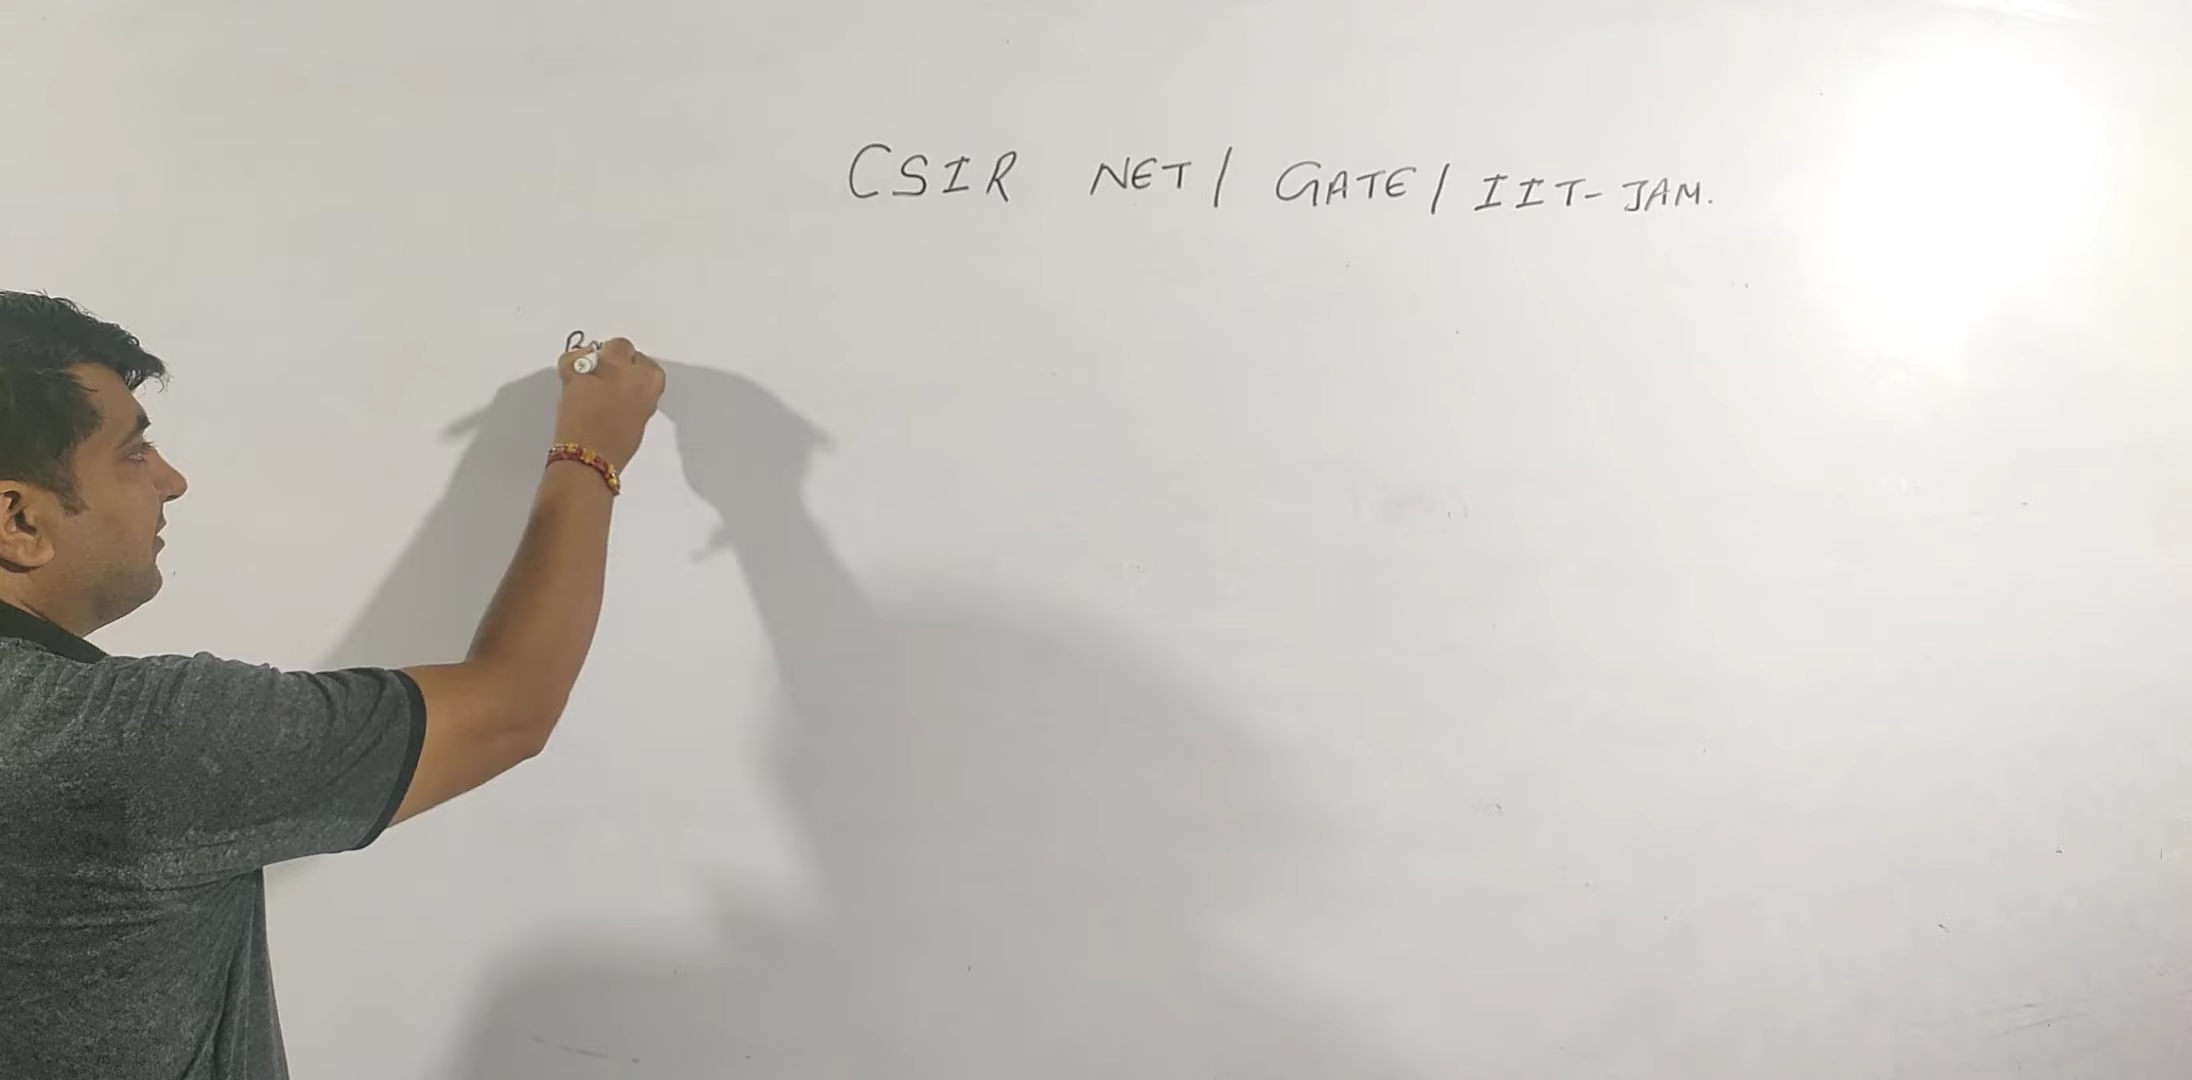 CSIR NET / GATE / IIT-JAM.